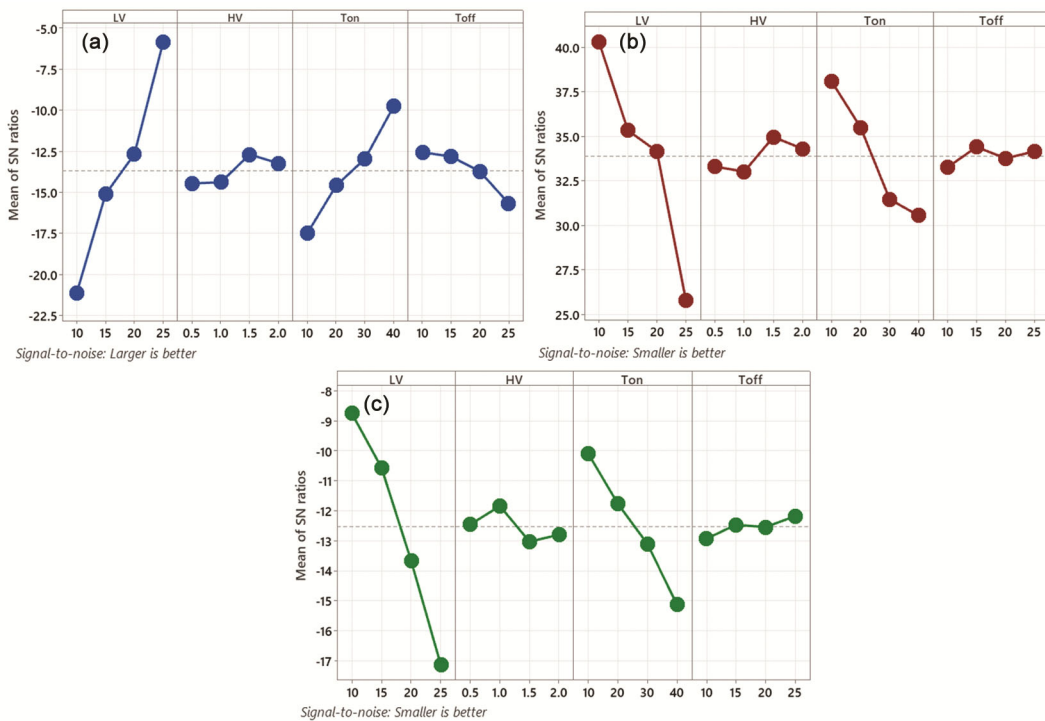 (a)
LV HV Ton Toff
Mean of SN ratios
-5.0
-7.5
-10.0
-12.5
-15.0
-17.5
-20.0
-22.5
10 15 20 25 0.5 1.0 1.5 2.0 10 20 30 40 10 15 20 25
Signal-to-noise: Larger is better
(b)
LV HV Ton Toff
Mean of SN ratios
40.0
37.5
35.0
32.5
30.0
27.5
25.0
10 15 20 25 0.5 1.0 1.5 2.0 10 20 30 40 10 15 20 25
Signal-to-noise: Smaller is better
(c)
LV HV Ton Toff
Mean of SN ratios
-8
-9
-10
-11
-12
-13
-14
-15
-16
-17
10 15 20 25 0.5 1.0 1.5 2.0 10 20 30 40 10 15 20 25
Signal-to-noise: Smaller is better